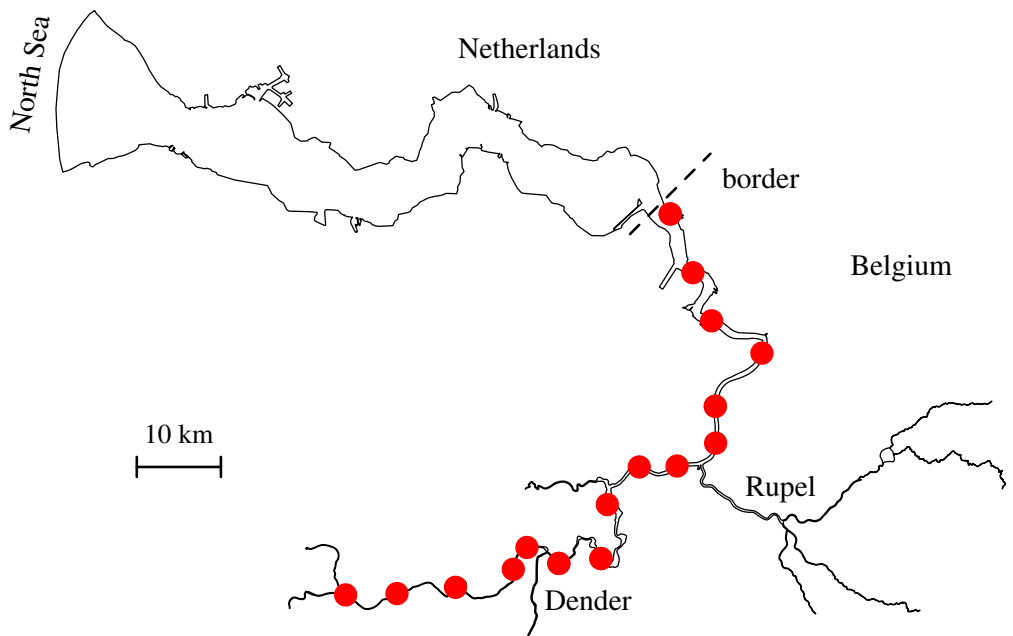 North Sea
Netherlands
border
Belgium
10 km
Rupel
Dender